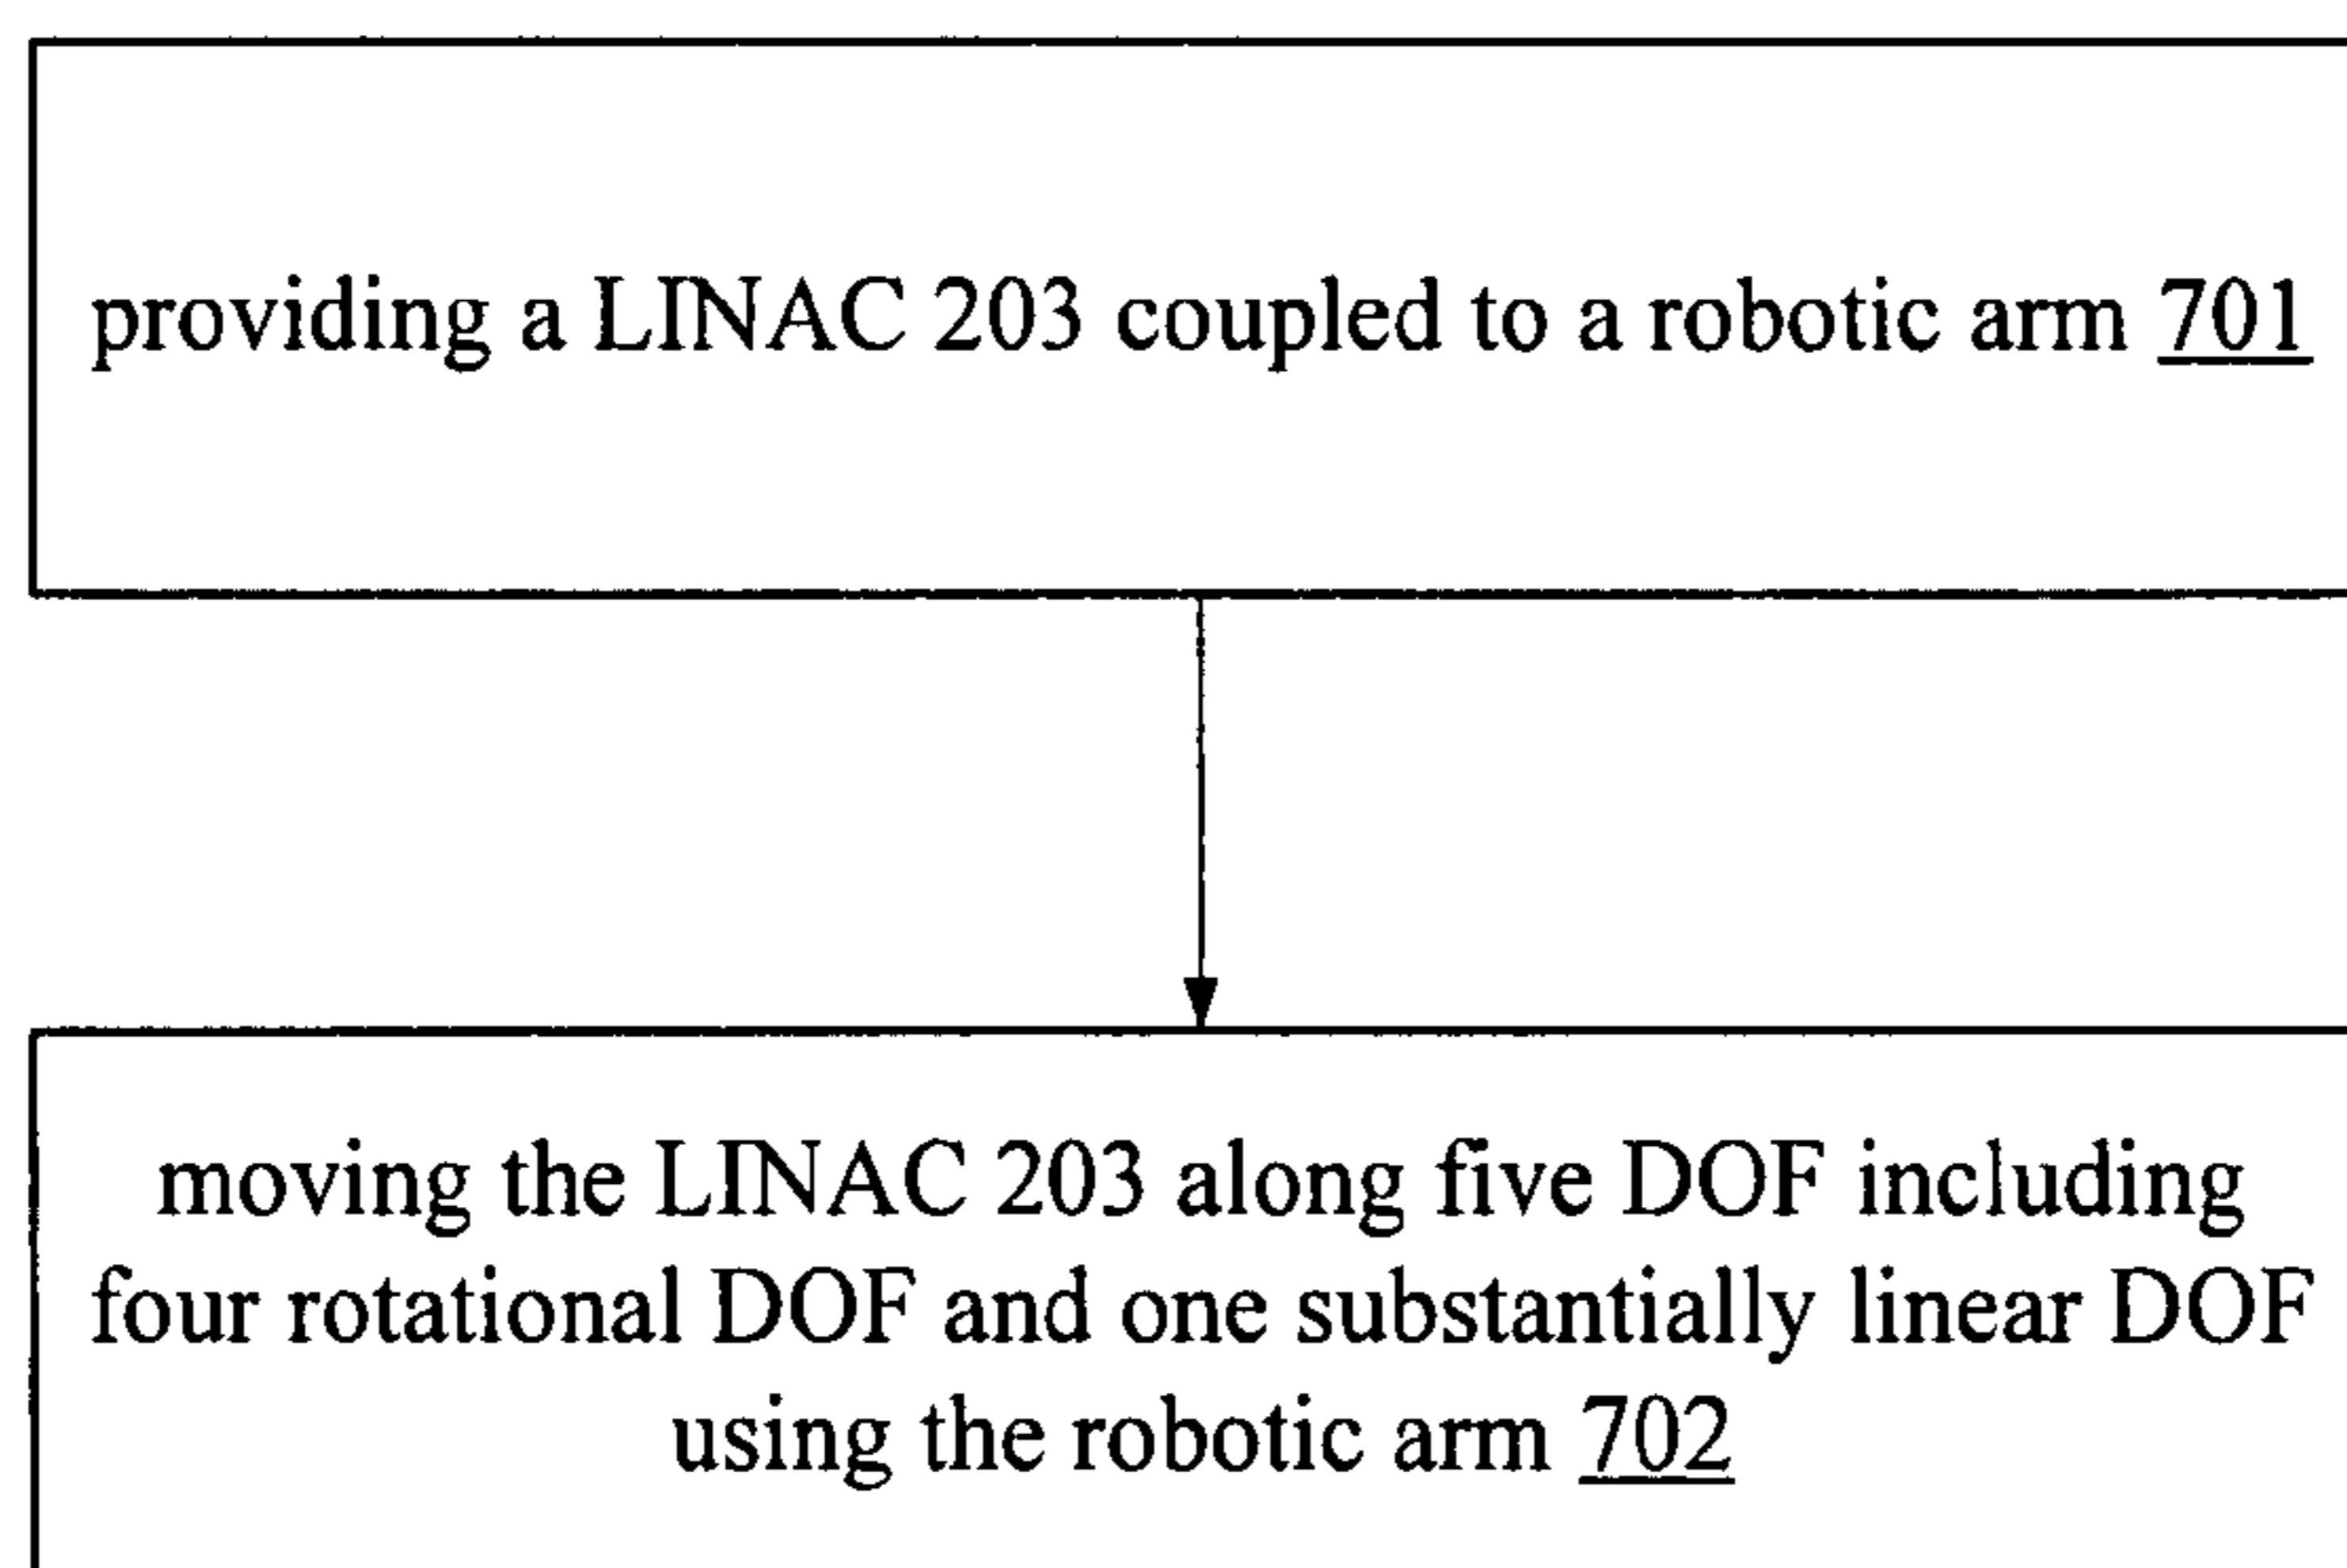 providing a LINAC 203 coupled to a robotic arm 701
moving the LINAC 203 along five DOF including
four rotational DOF and one substantially linear DOF
using the robotic arm 702